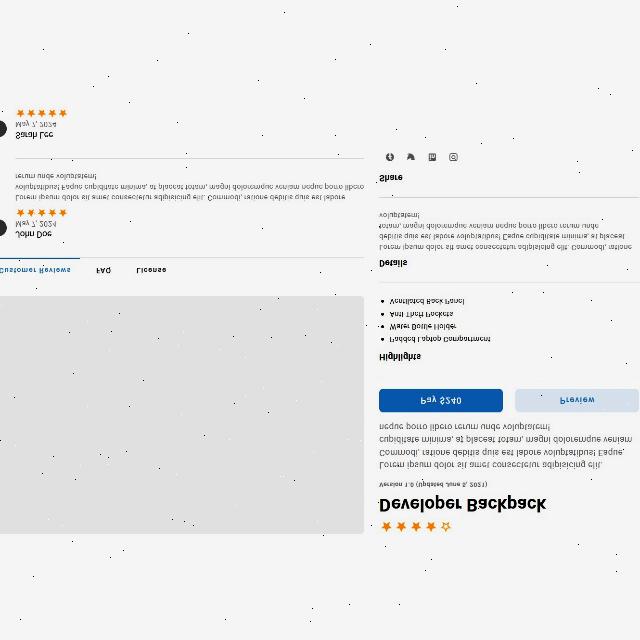 Developer Backpack
Version 1.0 (Updated June 5, 2021)
Lorem ipsum dolor sit amet consectetur adipisicing elit.
Commodi, ratione debitis quis est labore voluptatibus! Eaque,
cupiditate minima, at placeat totam, magni doloremque veniam
neque porro libero rerum unde voluptatem!
Pay $240
Preview
Highlights
Padded Laptop Compartment
Water Bottle Holder
Anti Theft Pockets
Ventilated Back Panel
Details
Lorem ipsum dolor sit amet consectetur adipisicing elit. Commodi, ratione
debitis quis est labore voluptatibus! Eaque cupiditate minima, at placeat
totam, magni doloremque veniam neque porro libero rerum unde
voluptatem!
Share
Customer Reviews
FAQ
License
John Doe
May 7, 2024
Lorem ipsum dolor sit amet consectetur adipisicing elit. Commodi, ratione labore
voluptatibus! Eaque cupiditate minima, at placeat totam, magni doloremque veniam neque porro libero
rerum unde voluptatem!
Sarah Lee
May 7, 2024